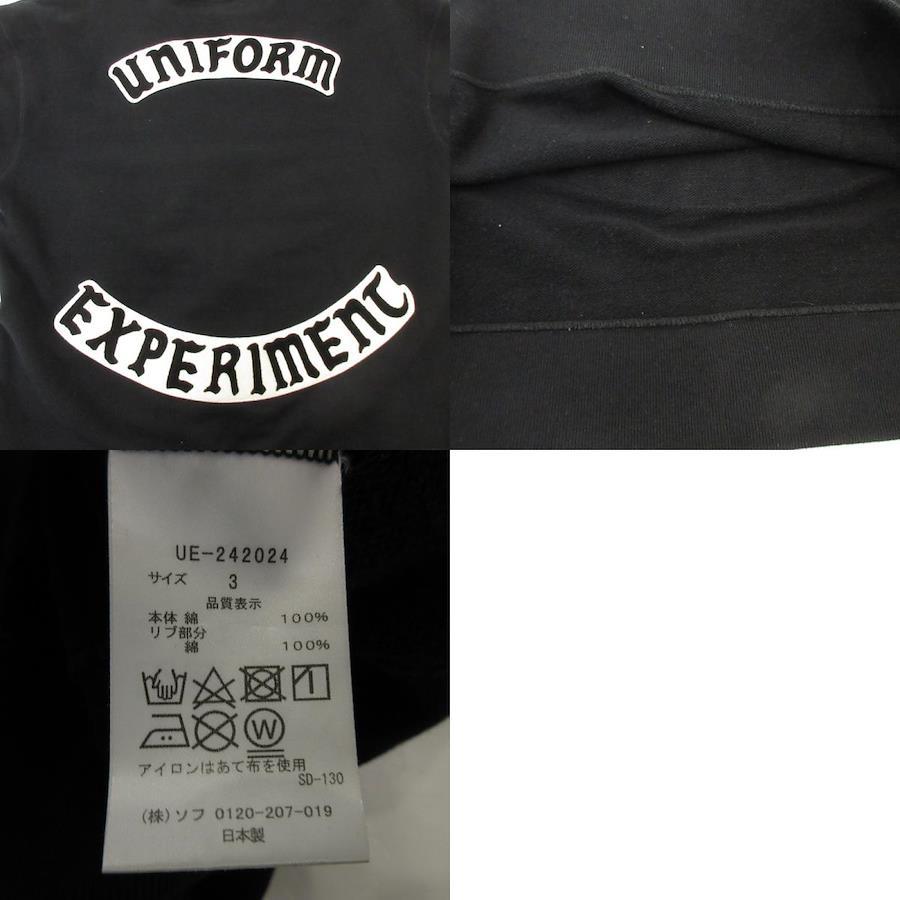 UNIFORM
EXPERIMENT
UE-242024
サイズ 3
品質表示
本体 綿 100%
リブ部分
綿 100%
W
アイロンはあて布を使用
SD-130
(株)ソフ 0120-207-019
日本製